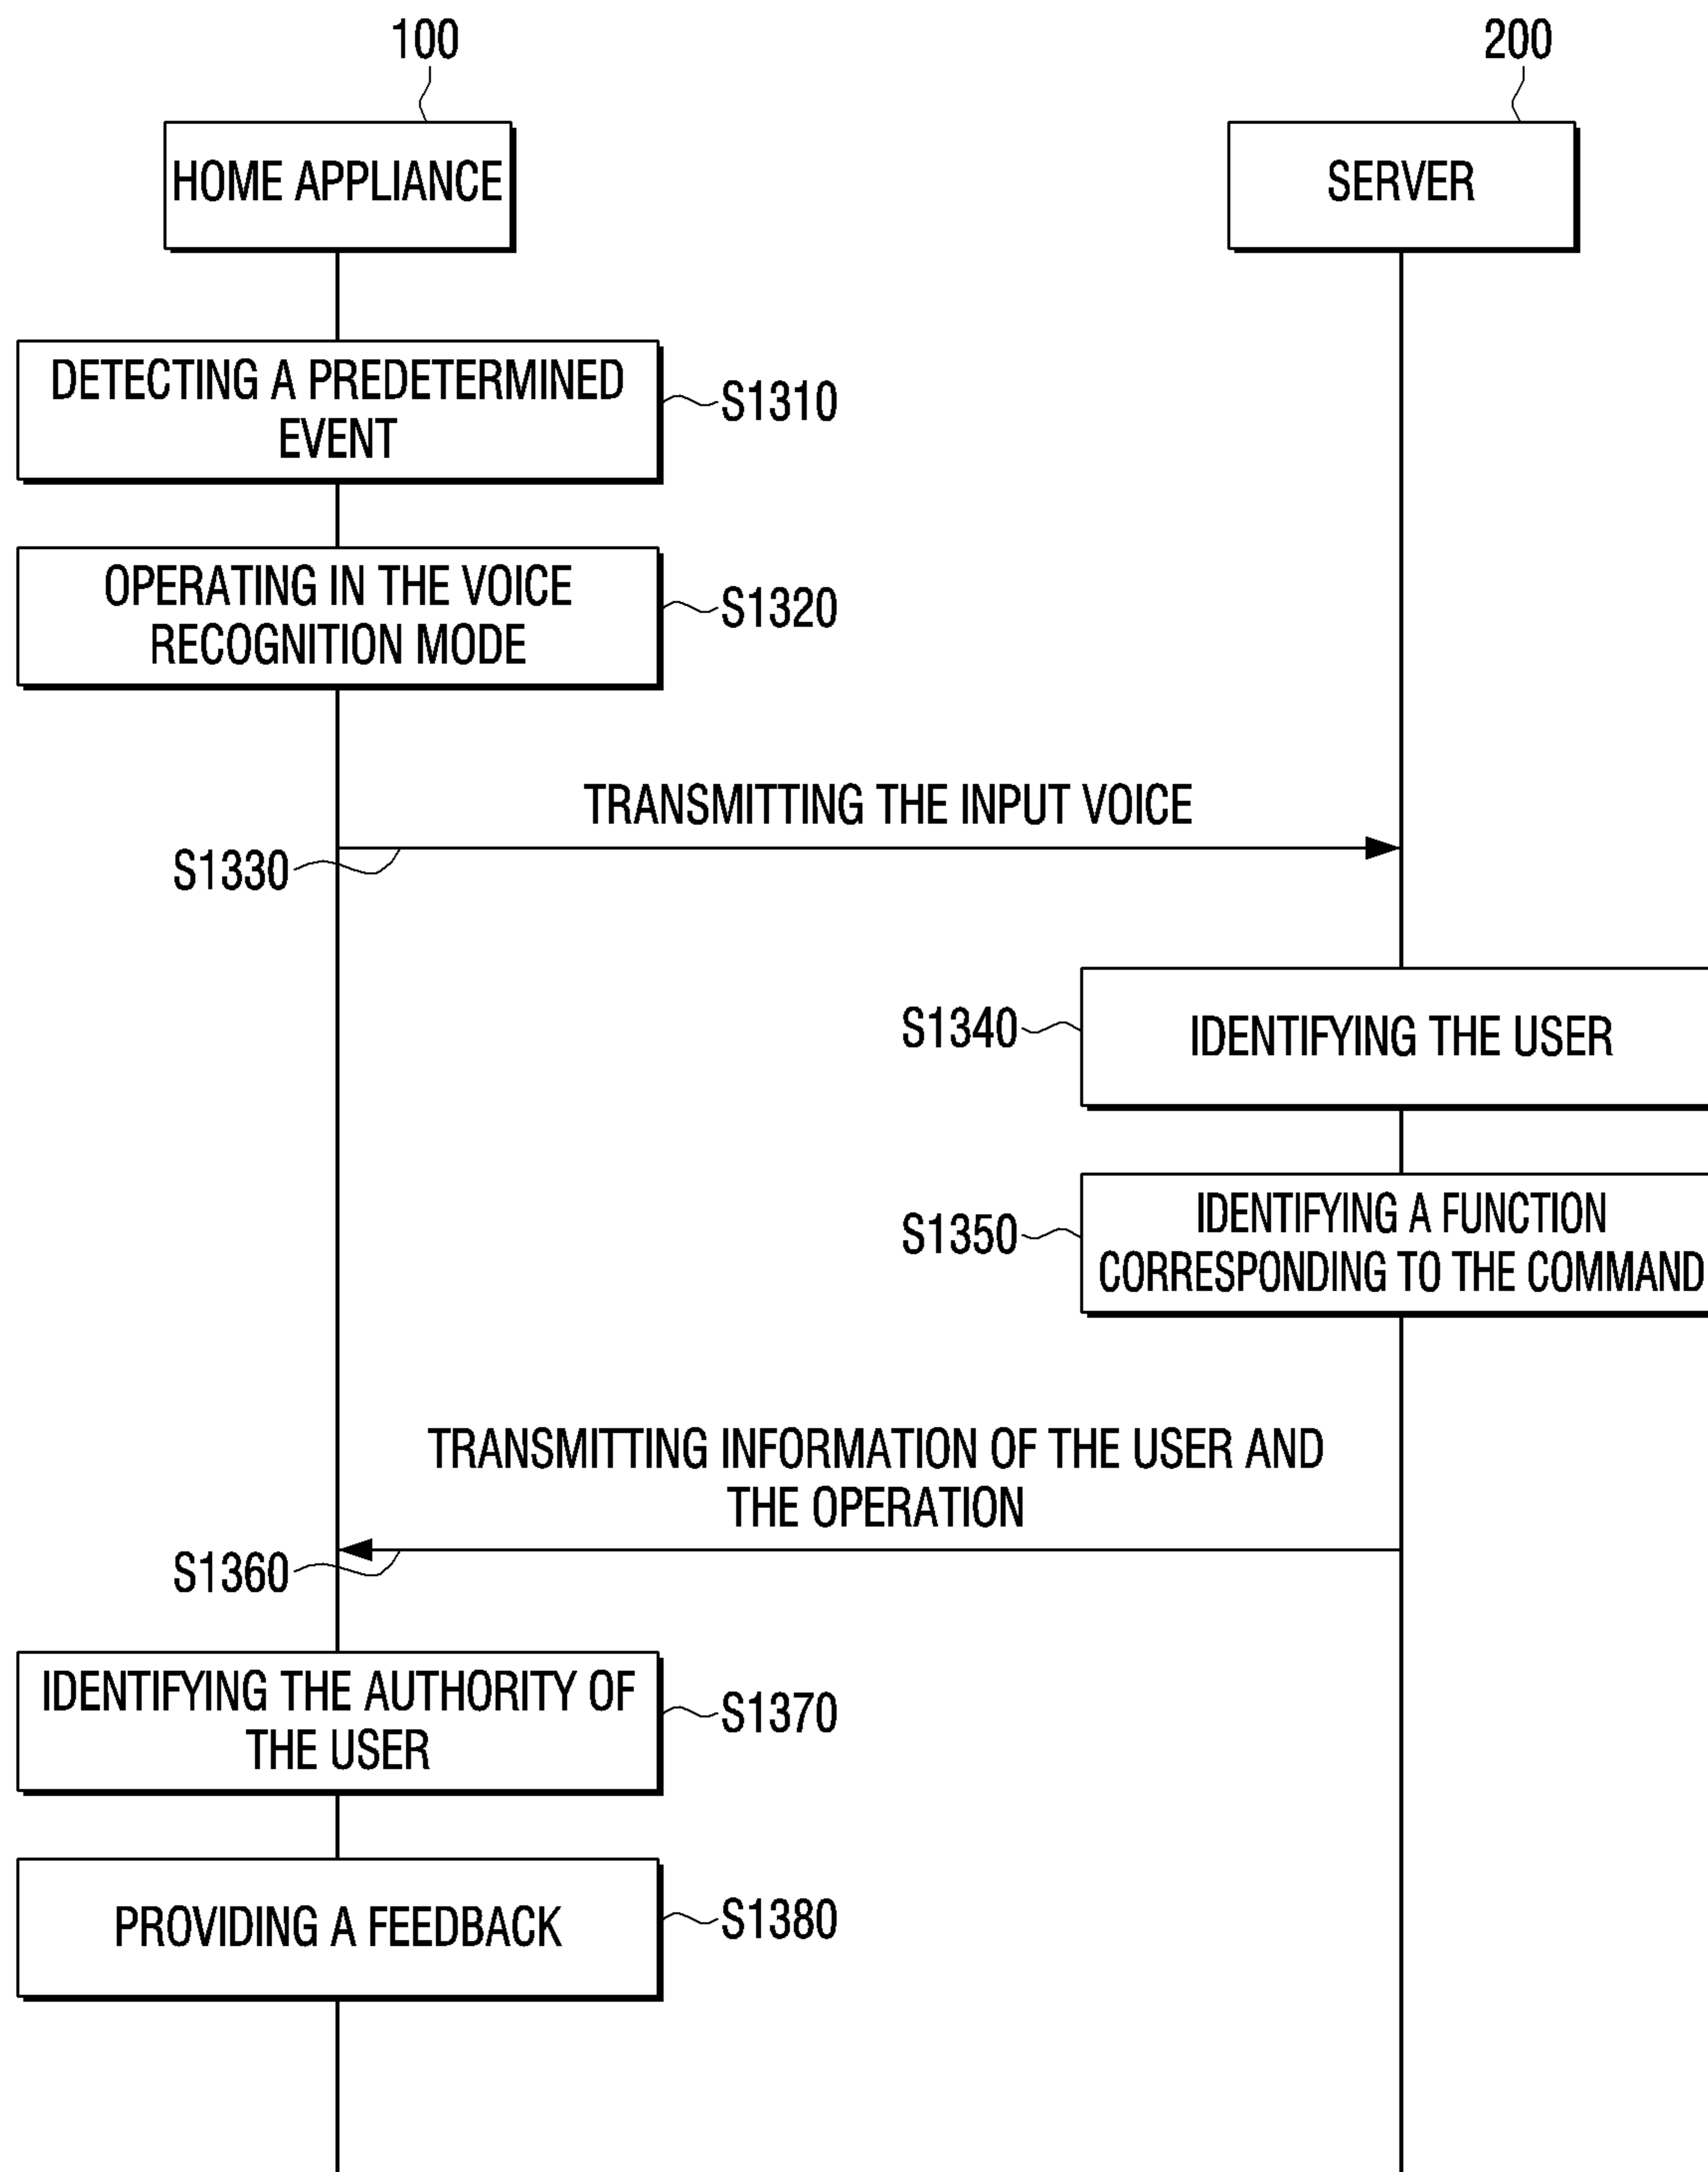 100
200
HOME APPLIANCE
SERVER
DETECTING A PREDETERMINED
EVENT
S1310
OPERATING IN THE VOICE
RECOGNITION MODE
S1320
TRANSMITTING THE INPUT VOICE
S1330
S1340
IDENTIFYING THE USER
S1350
IDENTIFYING A FUNCTION
CORRESPONDING TO THE COMMAND
TRANSMITTING INFORMATION OF THE USER AND
THE OPERATION
S1360
IDENTIFYING THE AUTHORITY OF
THE USER
S1370
PROVIDING A FEEDBACK
S1380